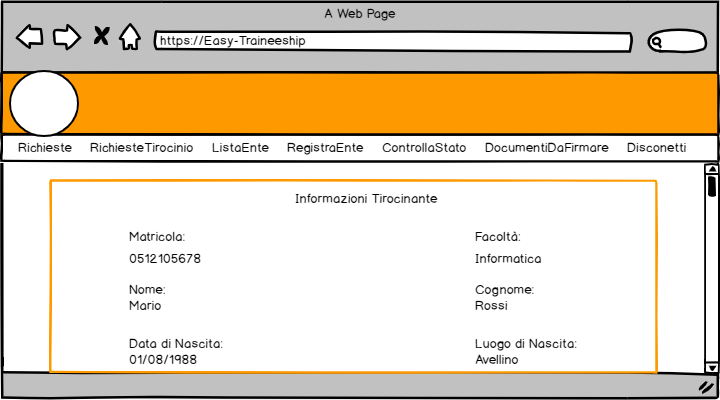 A Web Page
https://Easy-Traineeship
Richieste RichiesteTirocinio ListaEnte RegistraEnte ControllaStato DocumentiDaFirmare Disconetti
Informazioni Tirocinante
Matricola: Facoltà:
0512105678 Informatica
Nome: Cognome:
Mario Rossi
Data di Nascita: Luogo di Nascita:
01/08/1988 Avellino